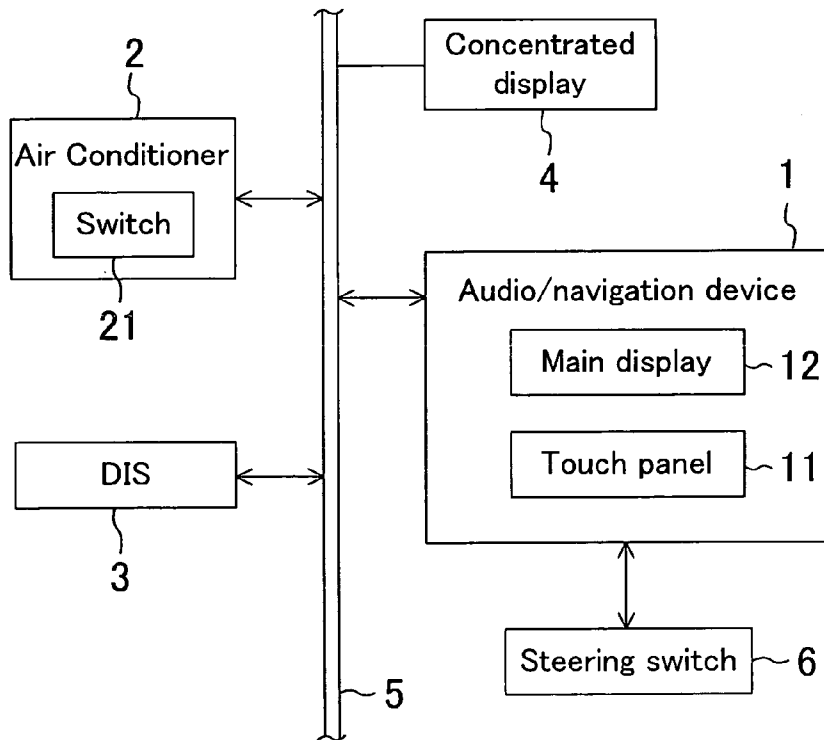 Concentrated
display
4
2
Air Conditioner
Switch
21
1
Audio/navigation device
Main display
12
Touch panel
11
DIS
3
Steering switch
6
5